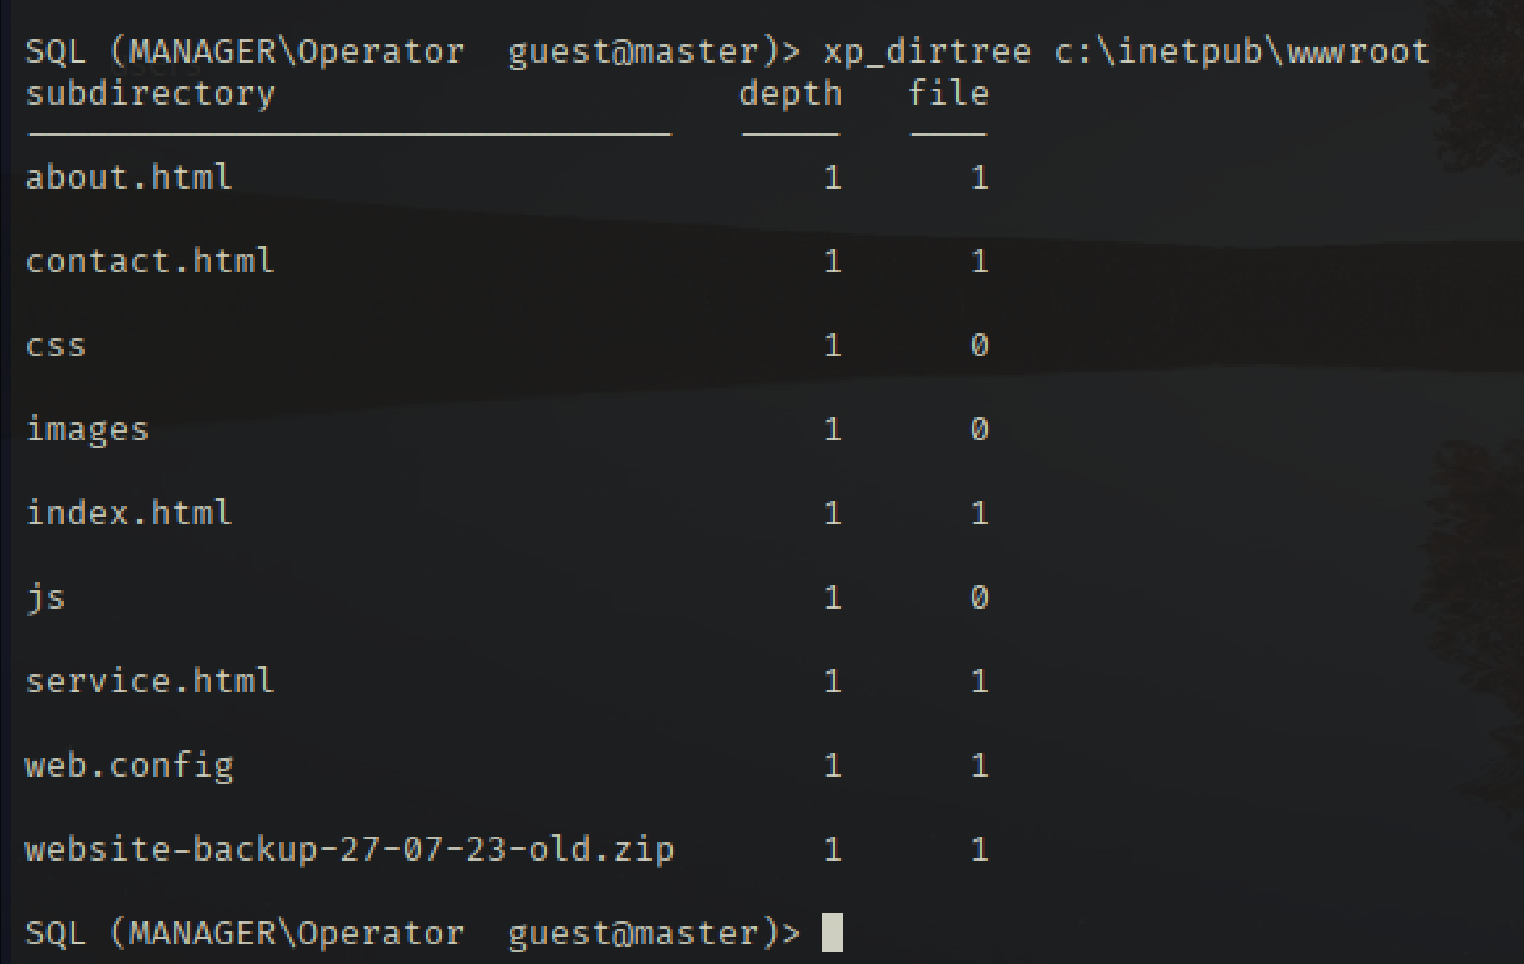 SQL (MANAGER\Operator  guest@master)> xp_dirtree c:\inetpub\wwwroot
subdirectory depth file
about.html 1 1
contact.html 1 1
css 1 0
images 1 0
index.html 1 1
js 1 0
service.html 1 1
web.config 1 1
website-backup-27-07-23-old.zip 1 1
SQL (MANAGER\Operator  guest@master)>